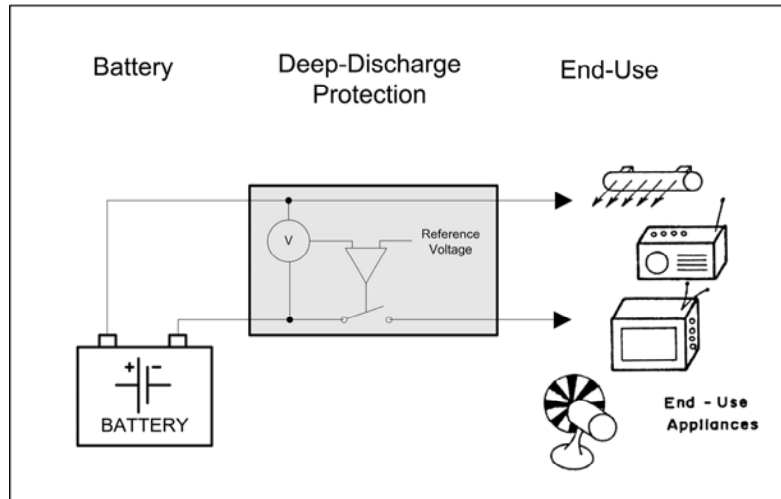 Battery
Deep-Discharge
Protection
End-Use
V
Reference
Voltage
+ -
BATTERY
End - Use
Appliances